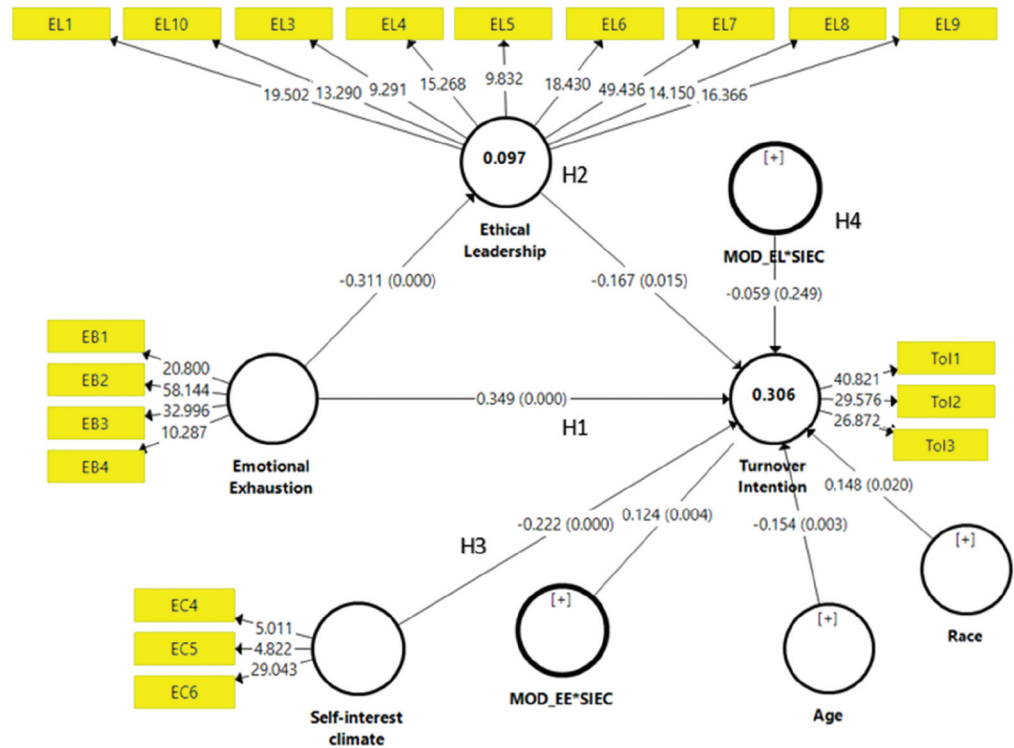 EL1 EL10 EL3 EL4 EL5 EL6 EL7 EL8 EL9
19.502 13.290 9.291 15.268 9.832 18.430 49.436 14.150 16.366
0.097
H2
Ethical
Leadership
[+]
H4
MOD_EL*SIEC
-0.311 (0.000)
-0.167 (0.015)
-0.059 (0.249)
EB1
EB2
EB3
EB4
20.800
58.144
32.996
10.287
Emotional
Exhaustion
0.349 (0.000)
H1
0.306
Turnover
Intention
40.821
29.576
26.872
ToI1
ToI2
ToI3
-0.222 (0.000)
0.124 (0.004)
-0.154 (0.003)
0.148 (0.020)
H3
EC4
EC5
EC6
5.011
4.822
29.043
Self-interest
climate
[+]
MOD_EE*SIEC
[+]
Age
[+]
Race